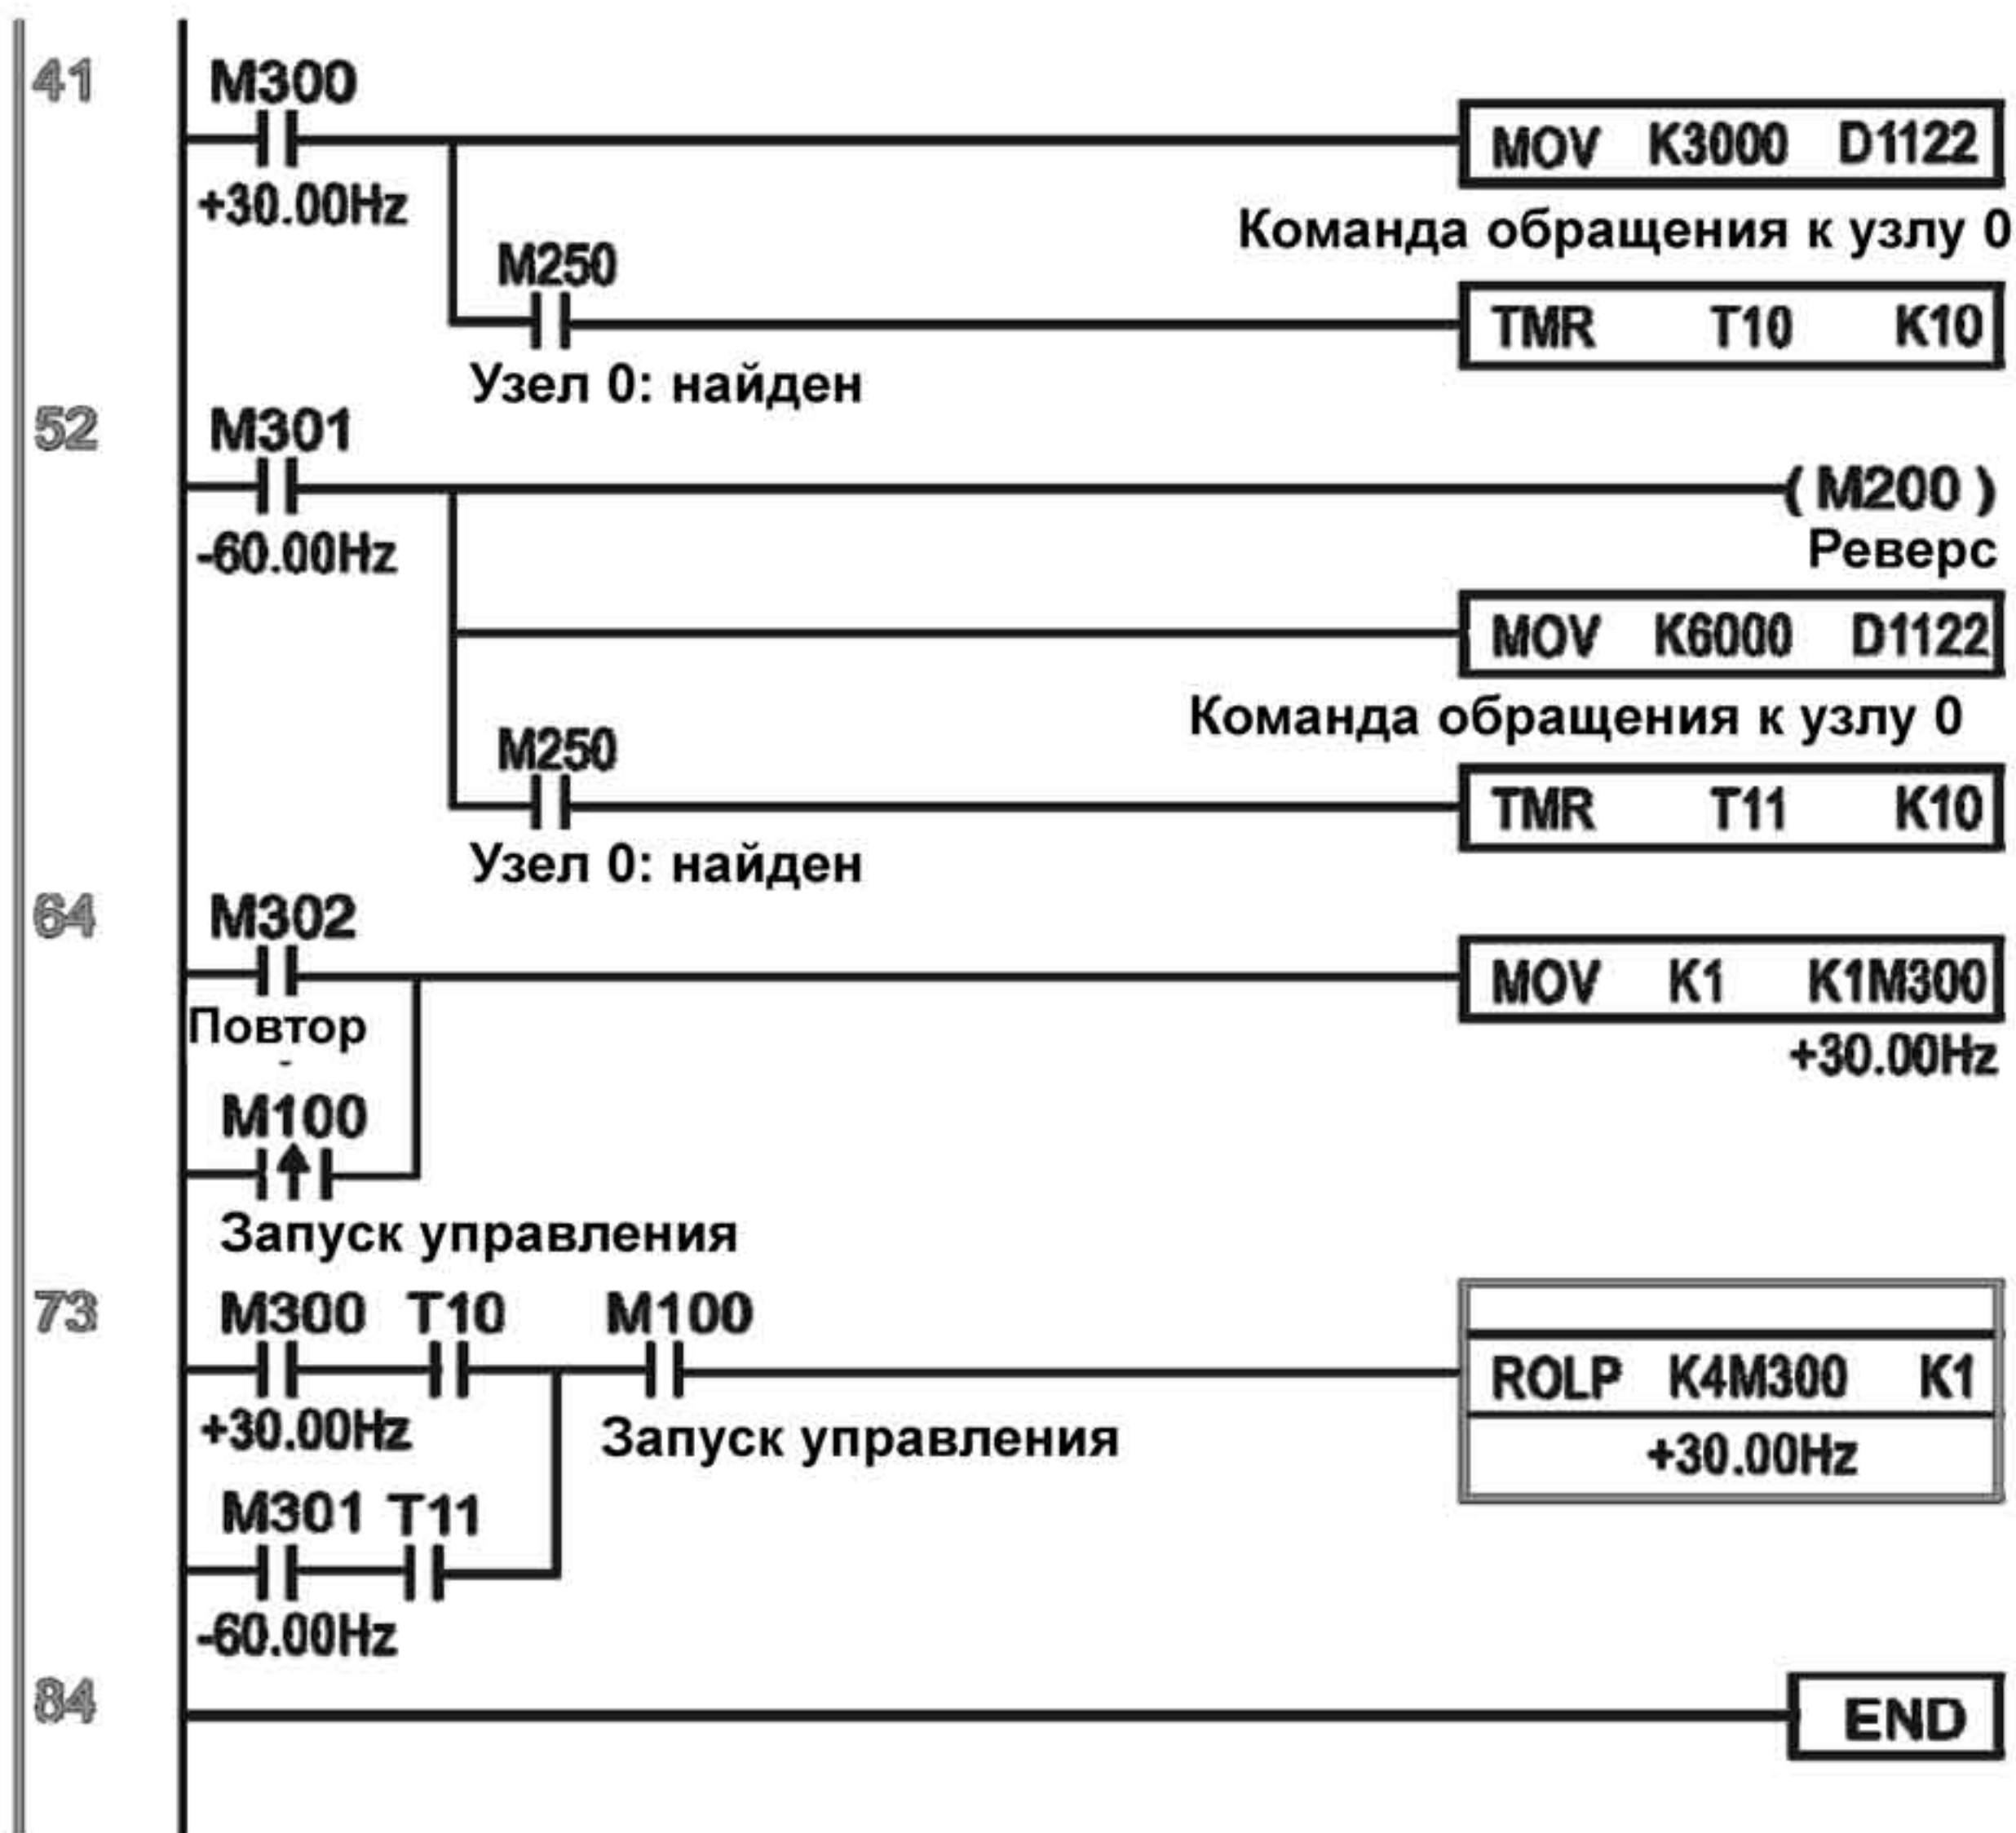 41
M300
MOV K3000 D1122
+30.00Hz
Команда обращения к узлу 0
M250
TMR T10 K10
Узел 0: найден
52
M301
( M200 )
-60.00Hz
Реверс
MOV K6000 D1122
Команда обращения к узлу 0
M250
TMR T11 K10
Узел 0: найден
64
M302
MOV K1 K1M300
Повтор
+30.00Hz
-
M100
Запуск управления
73
M300 T10 M100
ROLP K4M300 K1
+30.00Hz
Запуск управления
+30.00Hz
M301 T11
-60.00Hz
84
END